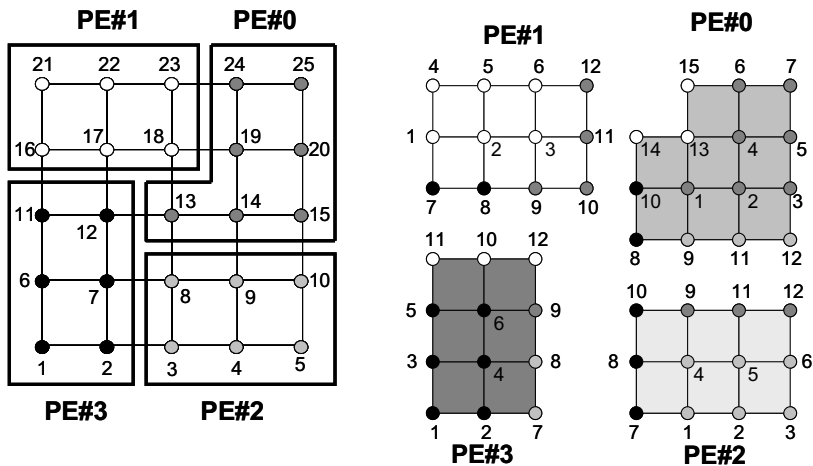 PE#1 PE#0
21 22 23 24 25
16 17 18 19 20
11 12 13 14 15
6 7 8 9 10
1 2 3 4 5
PE#3 PE#2
PE#1
4 5 6 12
1 2 3 11
7 8 9 10
PE#0
15 6 7
14 13 4 5
10 1 2 3
8 9 11 12
11 10 12
5 6 9
3 4 8
1 2 7
PE#3
10 9 11 12
8 4 5 6
7 1 2 3
PE#2